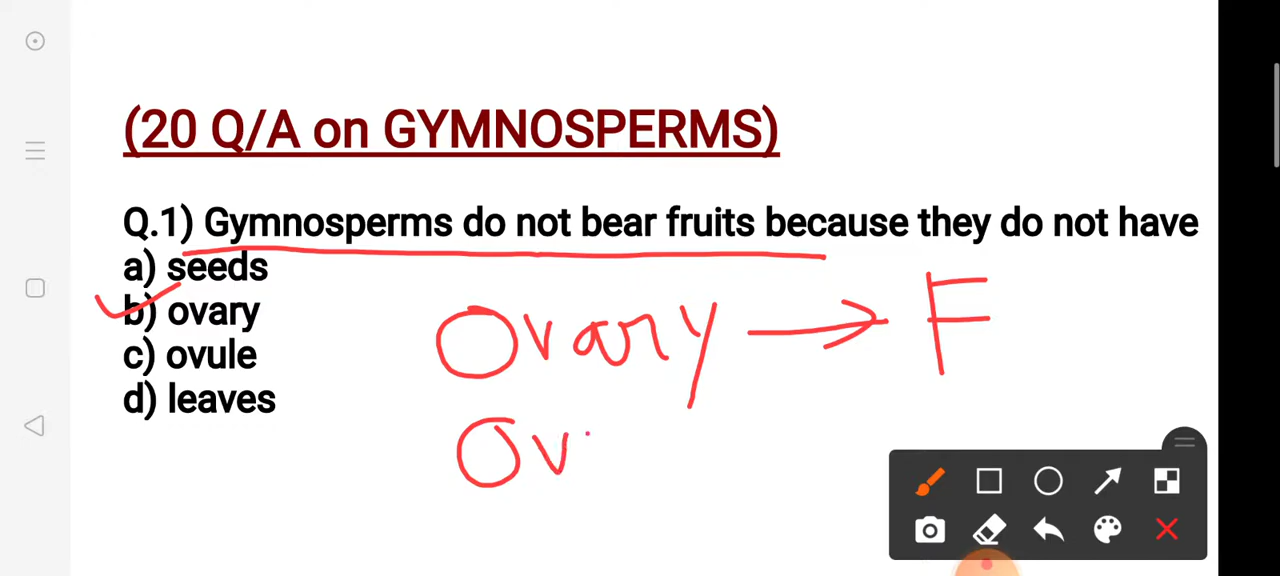 (20 Q/A on GYMNOSPERMS)
Q.1) Gymnosperms do not bear fruits because they do not have
a) seeds
b) ovary
c) ovule
d) leaves
Ovary → F
Ov